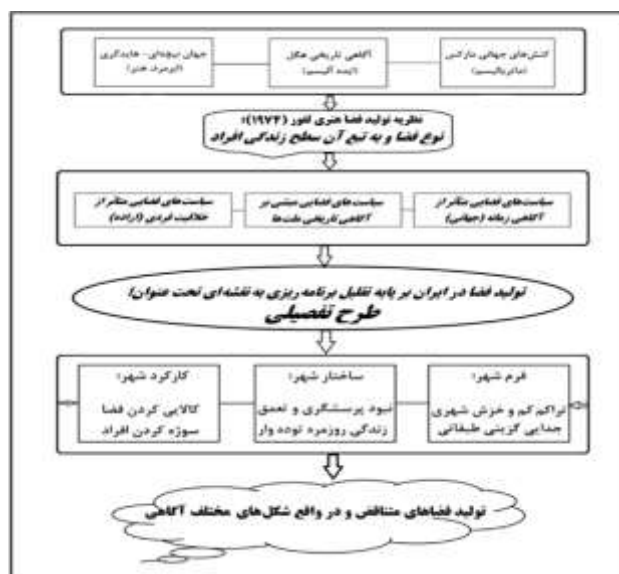 کنش‌های جهانی مارکس
(ماتریالیسم)
آگاهی تاریخی هگل
(ایده آلیسم)
جهان نیچه‌ای- هایدگری
(ابرمرد، هنر)
نظریه تولید فضا هنری لفور (۱۹۷۴):
نوع فضا و به تبع آن سطح زندگی افراد
سیاست‌های فضایی متأثر از
آگاهی زمانه (جهانی)
سیاست‌های فضایی مبتنی بر
آگاهی تاریخی ملت‌ها
سیاست‌های فضایی متأثر از
خلاقیت فردی (اراده)
تولید فضا در ایران بر پایه تقلیل برنامه ریزی به نقشه‌ای تحت عنوان:
طرح تفصیلی
فرم شهر:
تراکم کم و خزش شهری
جدایی گزینی طبقاتی
ساختار شهر:
نبود پرسشگری و تعمق
زندگی روزمره توده وار
کارکرد شهر:
کالایی کردن فضا
سوژه کردن افراد
تولید فضاهای متناقض و در واقع شکل‌های مختلف آگاهی